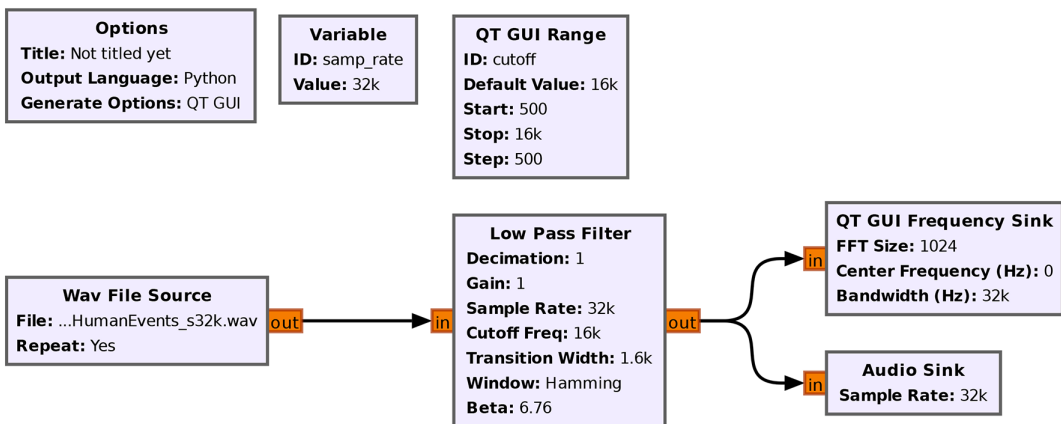 Options
Title: Not titled yet
Output Language: Python
Generate Options: QT GUI
Variable
ID: samp_rate
Value: 32k
QT GUI Range
ID: cutoff
Default Value: 16k
Start: 500
Stop: 16k
Step: 500
Wav File Source
File: ...HumanEvents_s32k.wav
Repeat: Yes
out
in
Low Pass Filter
Decimation: 1
Gain: 1
Sample Rate: 32k
Cutoff Freq: 16k
Transition Width: 1.6k
Window: Hamming
Beta: 6.76
out
in
QT GUI Frequency Sink
FFT Size: 1024
Center Frequency (Hz): 0
Bandwidth (Hz): 32k
in
Audio Sink
Sample Rate: 32k